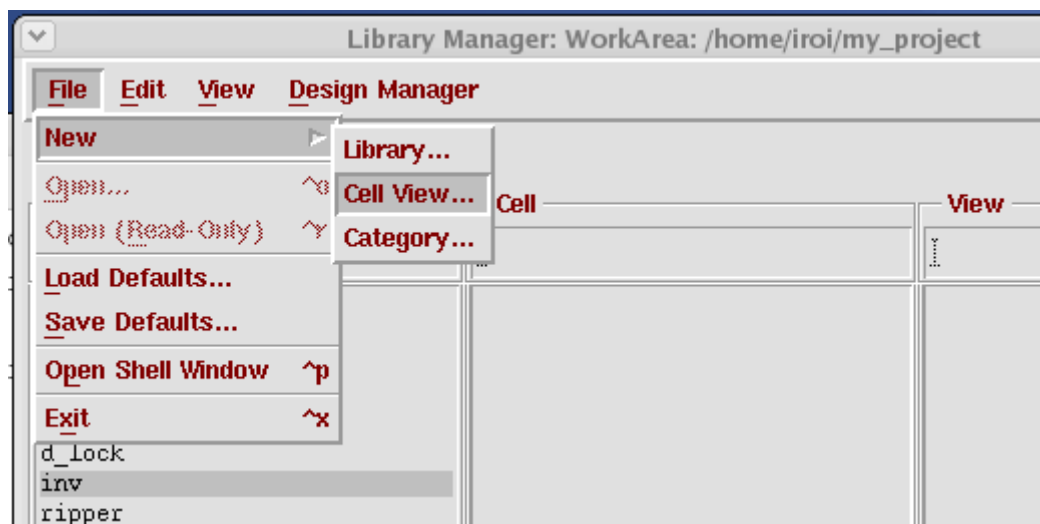 Library Manager: WorkArea: /home/iroi/my_project
File Edit View Design Manager
New
Library...
Open... ^o
Cell View...
Cell
View
Open (Read-Only) ^r
Category...
Load Defaults...
Save Defaults...
Open Shell Window ^p
Exit ^x
d_lock
inv
ripper